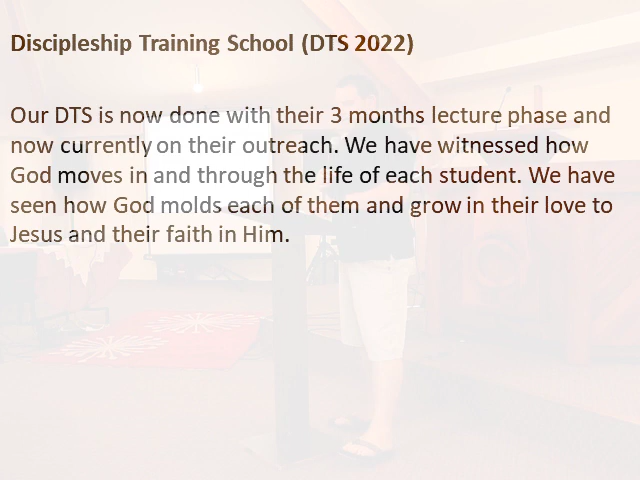 Discipleship Training School (DTS 2022)
Our DTS is now done with their 3 months lecture phase and
now currently on their outreach. We have witnessed how
God moves in and through the life of each student. We have
seen how God molds each of them and grow in their love to
Jesus and their faith in Him.